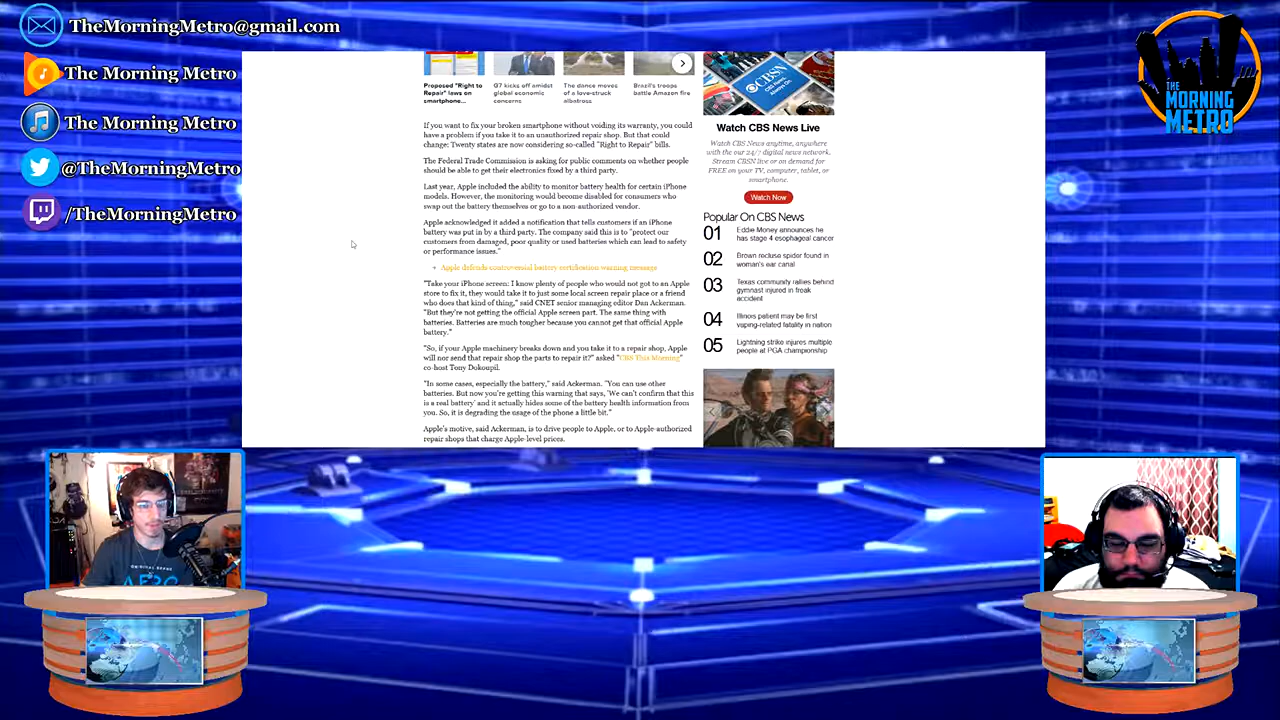 TheMorningMetro@gmail.com
The Morning Metro
The Morning Metro
@TheMorningMetro
/TheMorningMetro
THE
MORNING
METRO
Proposed "Right to
Repair" laws on
smartphone...
G7 kicks off amidst
global economic
concerns
The dance moves
of a love-struck
albatross
Brazil's troops
battle Amazon fire
If you want to fix your broken smartphone without voiding its warranty, you could
have a problem if you take it to an unauthorized repair shop. But that could
change: Twenty states are now considering so-called "Right to Repair" bills.
The Federal Trade Commission is asking for public comments on whether people
should be able to get their electronics fixed by a third party.
Last year, Apple included the ability to monitor battery health for certain iPhone
models. However, the monitoring would become disabled for consumers who
swap out the battery themselves or go to a non-authorized vendor.
Apple acknowledged it added a notification that tells customers if an iPhone
battery was put in by a third party. The company said this is to "protect our
customers from damaged, poor quality or used batteries which can lead to safety
or performance issues."
Apple defends controversial battery certification warning message
"Take your iPhone screen: I know plenty of people who would not got to an Apple
store to fix it, they would take it to just some local screen repair place or a friend
who does that kind of thing," said CNET senior managing editor Dan Ackerman.
"But they're not getting the official Apple screen part. The same thing with
batteries. Batteries are much tougher because you cannot get that official Apple
battery."
"So, if your Apple machinery breaks down and you take it to a repair shop, Apple
will nor send that repair shop the parts to repair it?" asked "CBS This Morning"
co-host Tony Dokoupil.
"In some cases, especially the battery," said Ackerman. "You can use other
batteries. But now you're getting this warning that says, 'We can't confirm that this
is a real battery' and it actually hides some of the battery health information from
you. So, it is degrading the usage of the phone a little bit."
Apple's motive, said Ackerman, is to drive people to Apple, or to Apple-authorized
repair shops that charge Apple-level prices.
CBSN
CBS NEWS
Always On
Watch CBS News Live
Watch CBS News anytime, anywhere
with the our 24/7 digital news network.
Stream CBSN live or on demand for
FREE on your TV, computer, tablet, or
smartphone.
Watch Now
Popular On CBS News
01 Eddie Money announces he
has stage 4 esophageal cancer
02 Brown recluse spider found in
woman's ear canal
03 Texas community rallies behind
gymnast injured in freak
accident
04 Illinois patient may be first
vaping-related fatality in nation
05 Lightning strike injures multiple
people at PGA championship
AERO